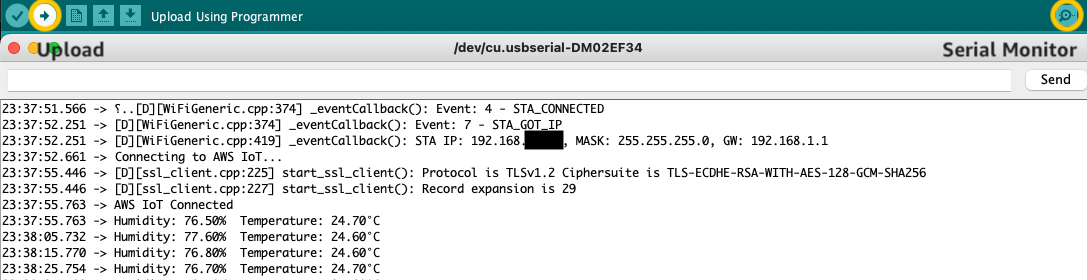 Upload Using Programmer
Upload
/dev/cu.usbserial-DM02EF34
Serial Monitor
Send
23:37:51.566 -> ⸮..[D][WiFiGeneric.cpp:374] _eventCallback(): Event: 4 - STA_CONNECTED
23:37:52.251 -> [D][WiFiGeneric.cpp:374] _eventCallback(): Event: 7 - STA_GOT_IP
23:37:52.251 -> [D][WiFiGeneric.cpp:419] _eventCallback(): STA IP: 192.168., MASK: 255.255.255.0, GW: 192.168.1.1
23:37:52.661 -> Connecting to AWS IoT...
23:37:55.446 -> [D][ssl_client.cpp:225] start_ssl_client(): Protocol is TLSv1.2 Ciphersuite is TLS-ECDHE-RSA-WITH-AES-128-GCM-SHA256
23:37:55.446 -> [D][ssl_client.cpp:227] start_ssl_client(): Record expansion is 29
23:37:55.763 -> AWS IoT Connected
23:37:55.763 -> Humidity: 76.50%  Temperature: 24.70°C
23:38:05.732 -> Humidity: 77.60%  Temperature: 24.60°C
23:38:15.770 -> Humidity: 76.80%  Temperature: 24.60°C
23:38:25.754 -> Humidity: 76.70%  Temperature: 24.70°C